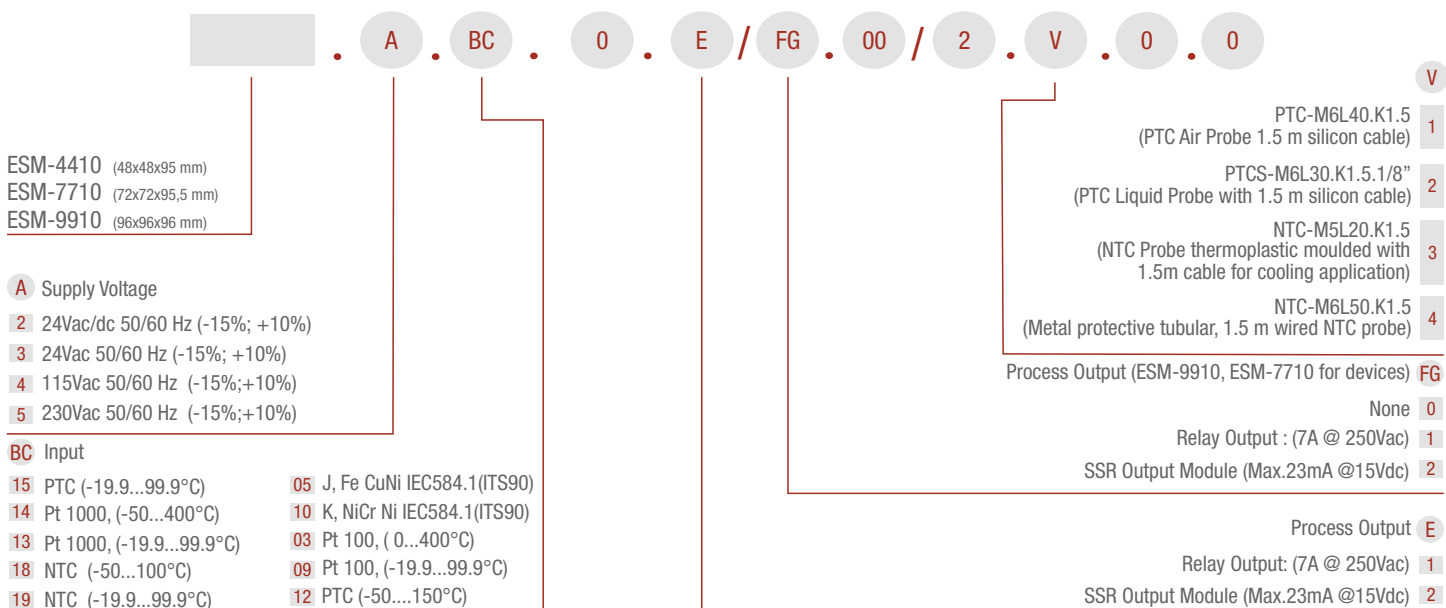 . A . BC . 0 . E / FG . 00 / 2 . V . 0 . 0
ESM-4410 (48x48x95 mm)
ESM-7710 (72x72x95,5 mm)
ESM-9910 (96x96x96 mm)
A Supply Voltage
2 24Vac/dc 50/60 Hz (-15%; +10%)
3 24Vac 50/60 Hz (-15%; +10%)
4 115Vac 50/60 Hz (-15%;+10%)
5 230Vac 50/60 Hz (-15%;+10%)
BC Input
15 PTC (-19.9...99.9°C)
14 Pt 1000, (-50...400°C)
13 Pt 1000, (-19.9...99.9°C)
18 NTC (-50...100°C)
19 NTC (-19.9...99.9°C)
05 J, Fe CuNi IEC584.1(ITS90)
10 K, NiCr Ni IEC584.1(ITS90)
03 Pt 100, ( 0...400°C)
09 Pt 100, (-19.9...99.9°C)
12 PTC (-50....150°C)
V
PTC-M6L40.K1.5
(PTC Air Probe 1.5 m silicon cable) 1
PTCS-M6L30.K1.5.1/8”
(PTC Liquid Probe with 1.5 m silicon cable) 2
NTC-M5L20.K1.5
(NTC Probe thermoplastic moulded with 3
1.5m cable for cooling application)
NTC-M6L50.K1.5
(Metal protective tubular, 1.5 m wired NTC probe) 4
Process Output (ESM-9910, ESM-7710 for devices) FG
None 0
Relay Output : (7A @ 250Vac) 1
SSR Output Module (Max.23mA @15Vdc) 2
Process Output E
Relay Output: (7A @ 250Vac) 1
SSR Output Module (Max.23mA @15Vdc) 2